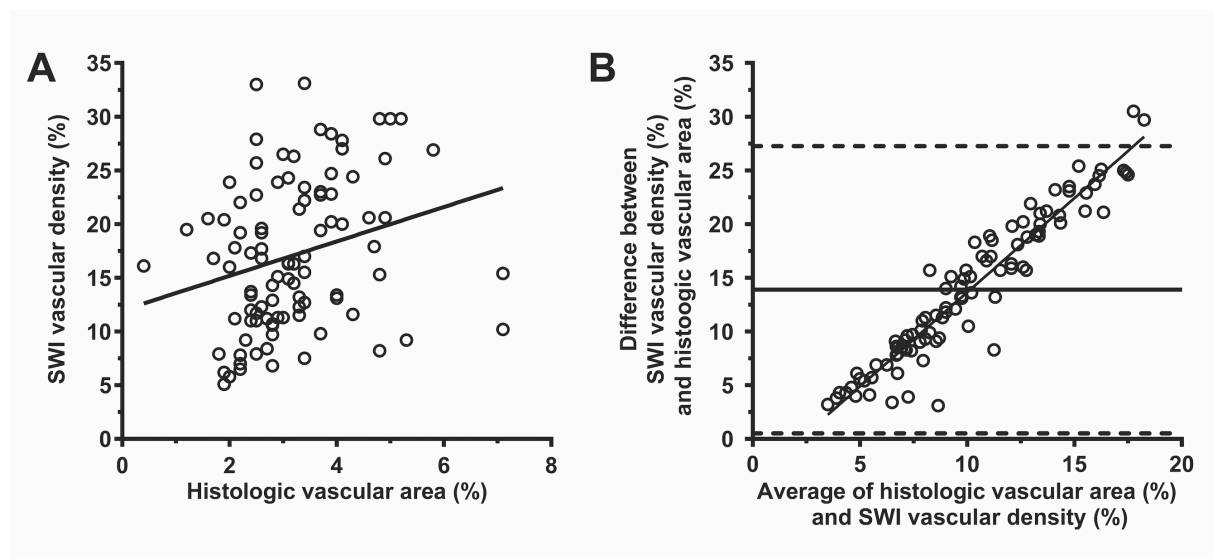 A
35
30
25
20
15
10
5
0
SWI vascular density (%)
0 2 4 6 8
Histologic vascular area (%)
B
35
30
25
20
15
10
5
0
Difference between
SWI vascular density (%)
and histoogic vascular area (%)
0 5 10 15 20
Average of histologic vascular area (%)
and SWI vascular density (%)